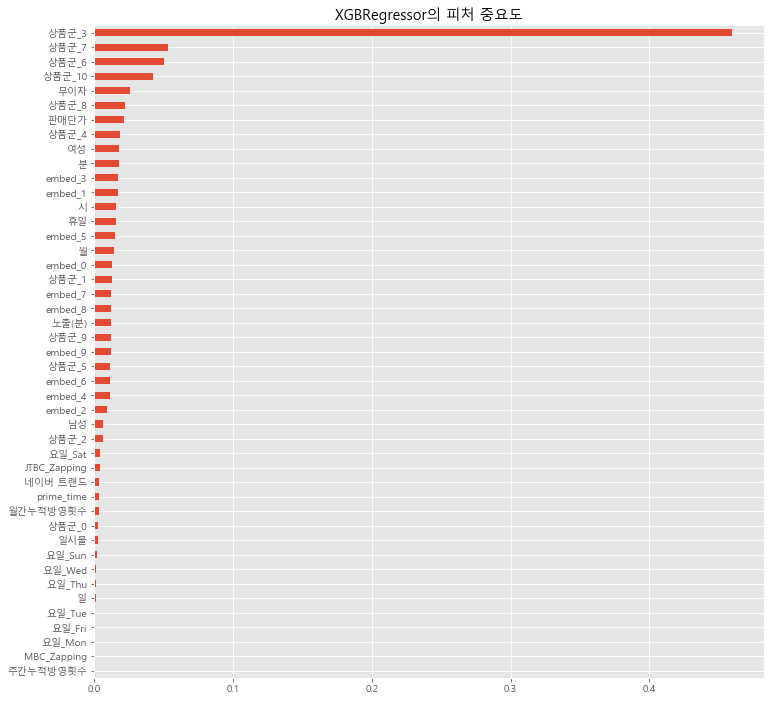 XGBRegressor의 피처 중요도
상품군_3
상품군_7
상품군_6
상품군_10
무이자
상품군_8
판매단가
상품군_4
여성
분
embed_3
embed_1
시
휴일
embed_5
월
embed_0
상품군_1
embed_7
embed_8
노출(분)
상품군_9
embed_9
상품군_5
embed_6
embed_4
embed_2
남성
상품군_2
요일_Sat
JTBC_Zapping
네이버 트랜드
prime_time
월간누적방영횟수
상품군_0
일시물
요일_Sun
요일_Wed
요일_Thu
일
요일_Tue
요일_Fri
요일_Mon
MBC_Zapping
주간누적방영횟수
0.0 0.1 0.2 0.3 0.4